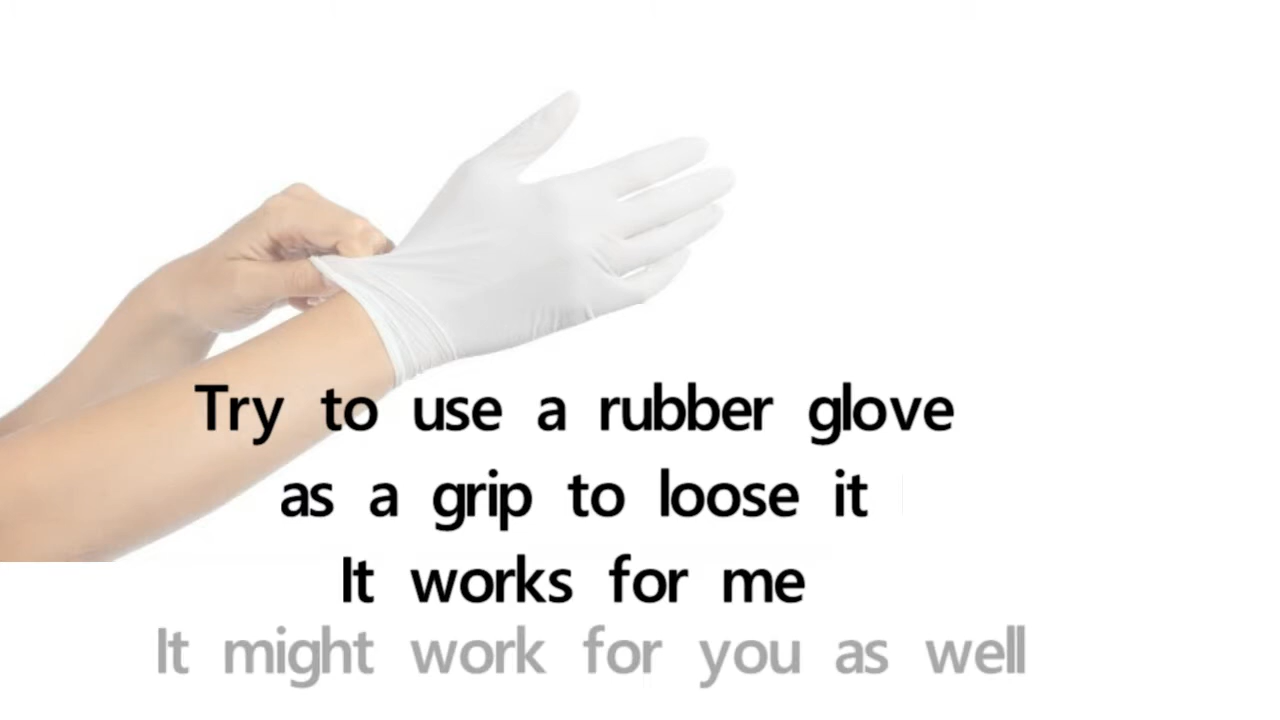 Try to use a rubber glove
as a grip to loose it
It works for me
It might work for you as well